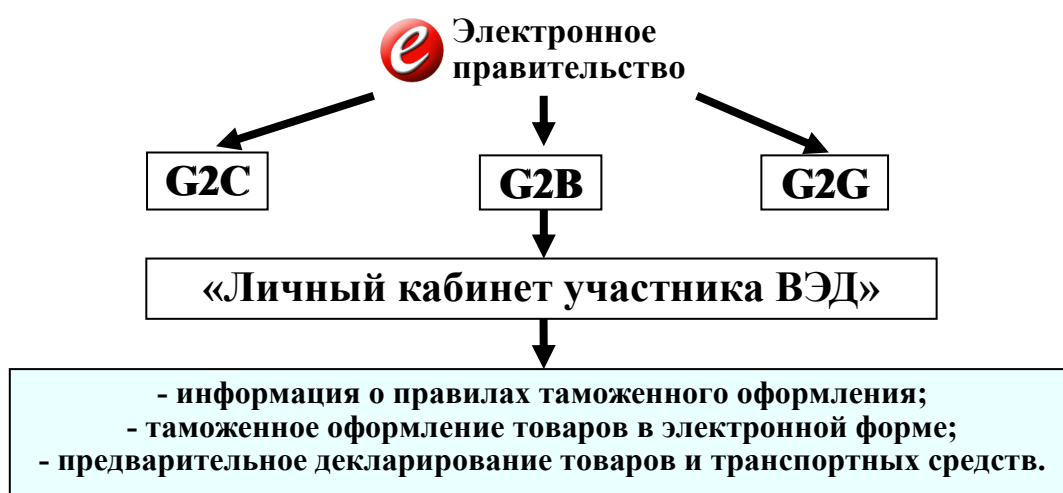 e Электронное
правительство
G2C G2B G2G
«Личный кабинет участника ВЭД»
- информация о правилах таможенного оформления;
- таможенное оформление товаров в электронной форме;
- предварительное декларирование товаров и транспортных средств.